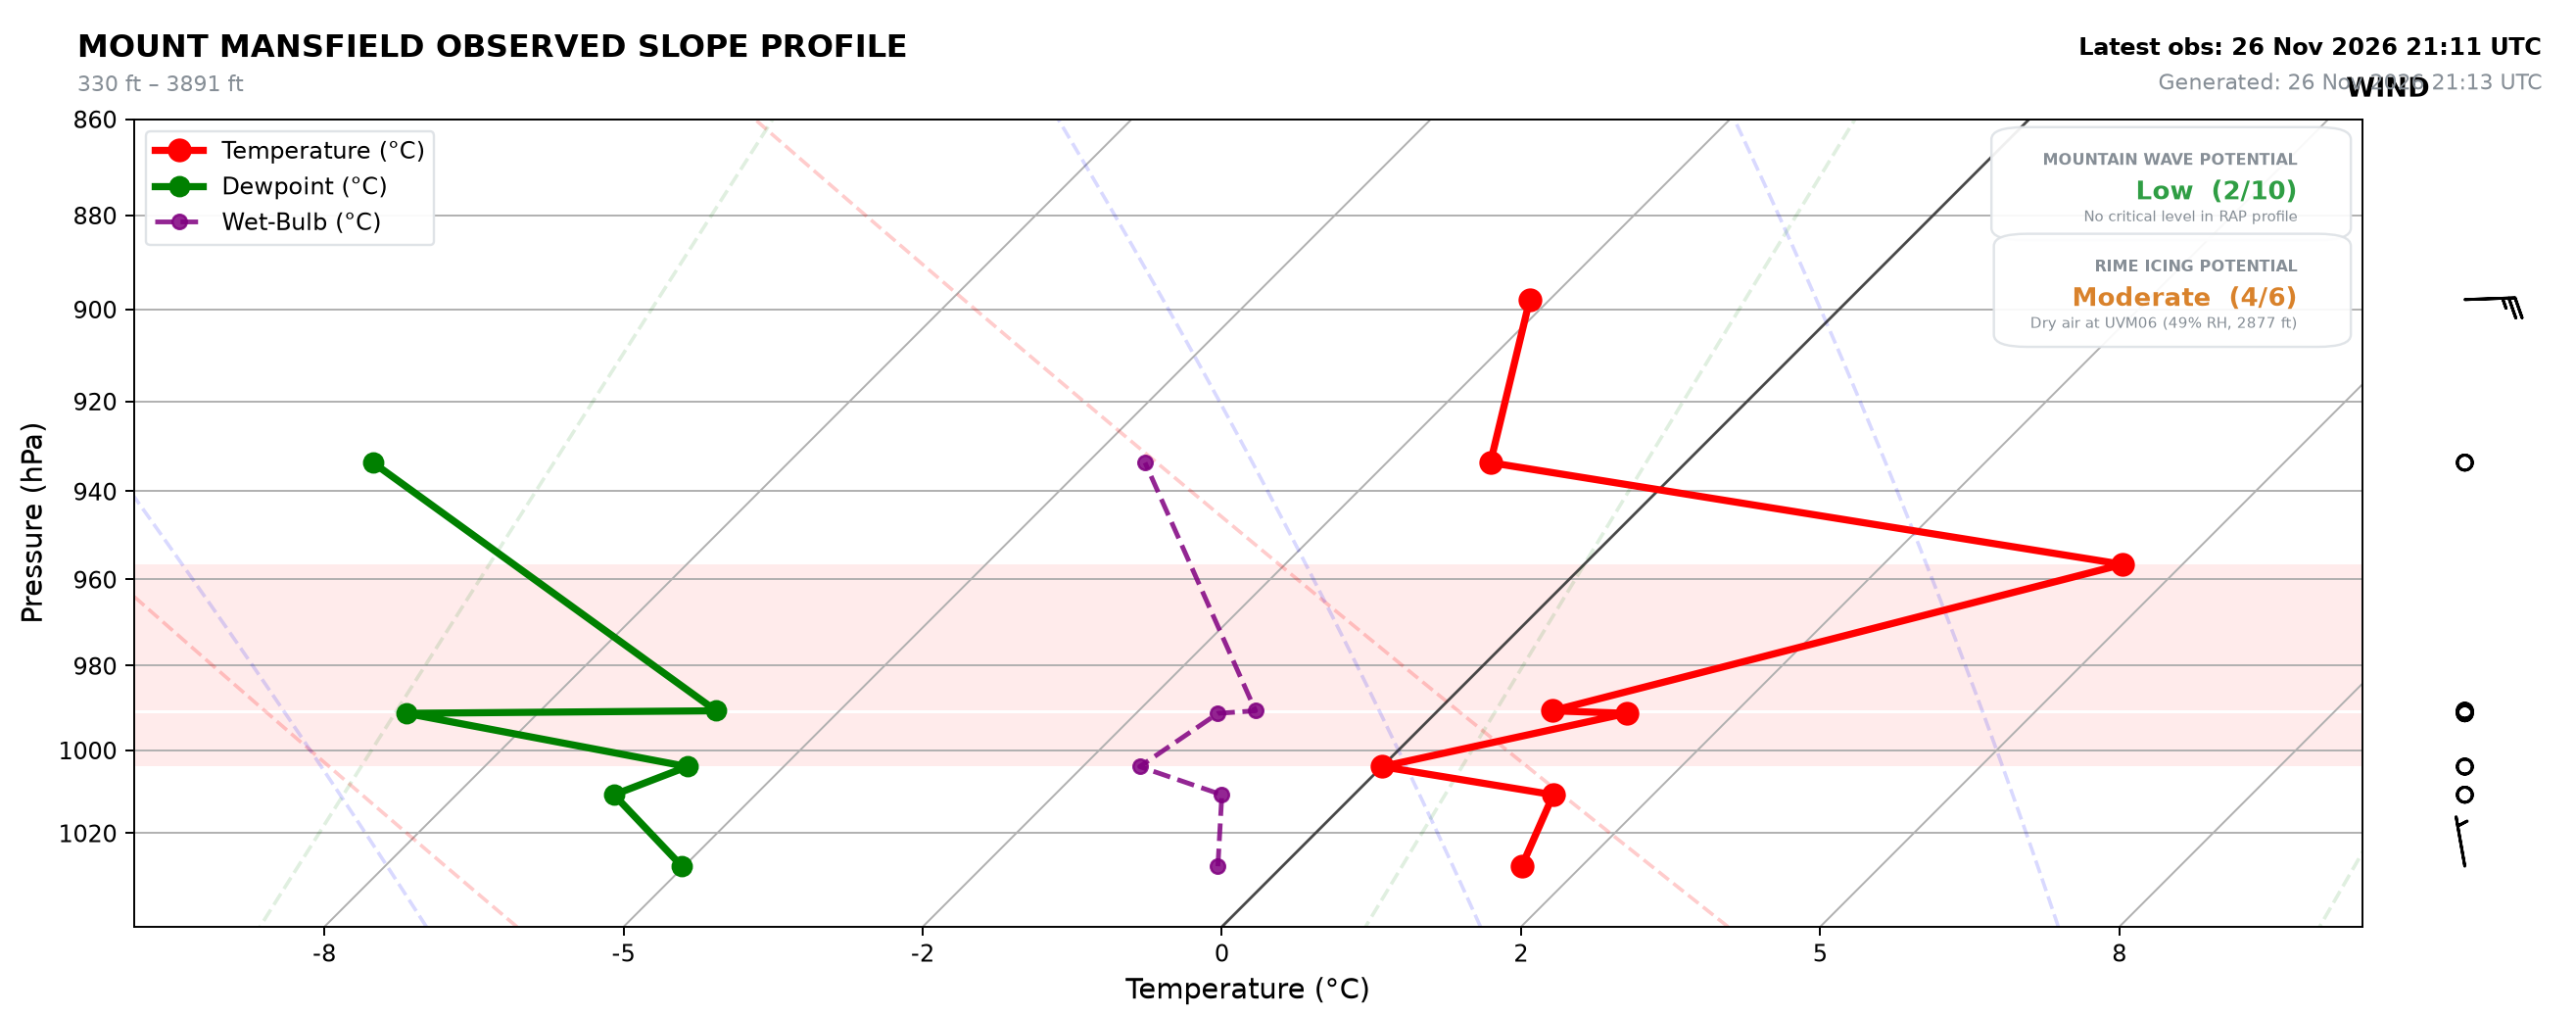 MOUNT MANSFIELD OBSERVED SLOPE PROFILE
330 ft – 3891 ft
Latest obs: 26 Nov 2026 21:11 UTC
Generated: 26 Nov 2026 21:13 UTC
WIND
Temperature (°C)
Dewpoint (°C)
Wet-Bulb (°C)
MOUNTAIN WAVE POTENTIAL
Low (2/10)
No critical level in RAP profile
RIME ICING POTENTIAL
Moderate (4/6)
Dry air at UVM06 (49% RH, 2877 ft)
Pressure (hPa)
860
880
900
920
940
960
980
1000
1020
-8
-5
-2
0
2
5
8
Temperature (°C)